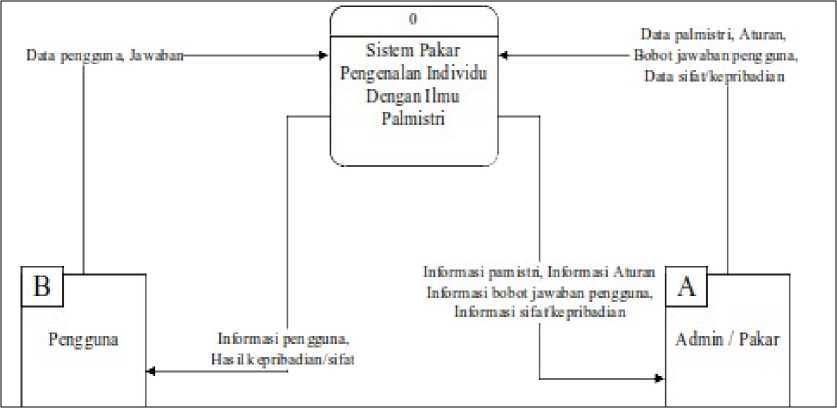 0
Sistem Pakar
Pengenalan Individu
Dengan Ilmu
Palmistri
Data pengguna, Jawaban
Data palmistri, Aturan,
Bobot jawaban pengguna,
Data sifat/kepribadian
B
Pengguna
Informasi pengguna,
Hasil kepribadian/sifat
Informasi pamistri, Informasi Aturan
Informasi bobot jawaban pengguna,
Informasi sifat/kepribadian
A
Admin / Pakar